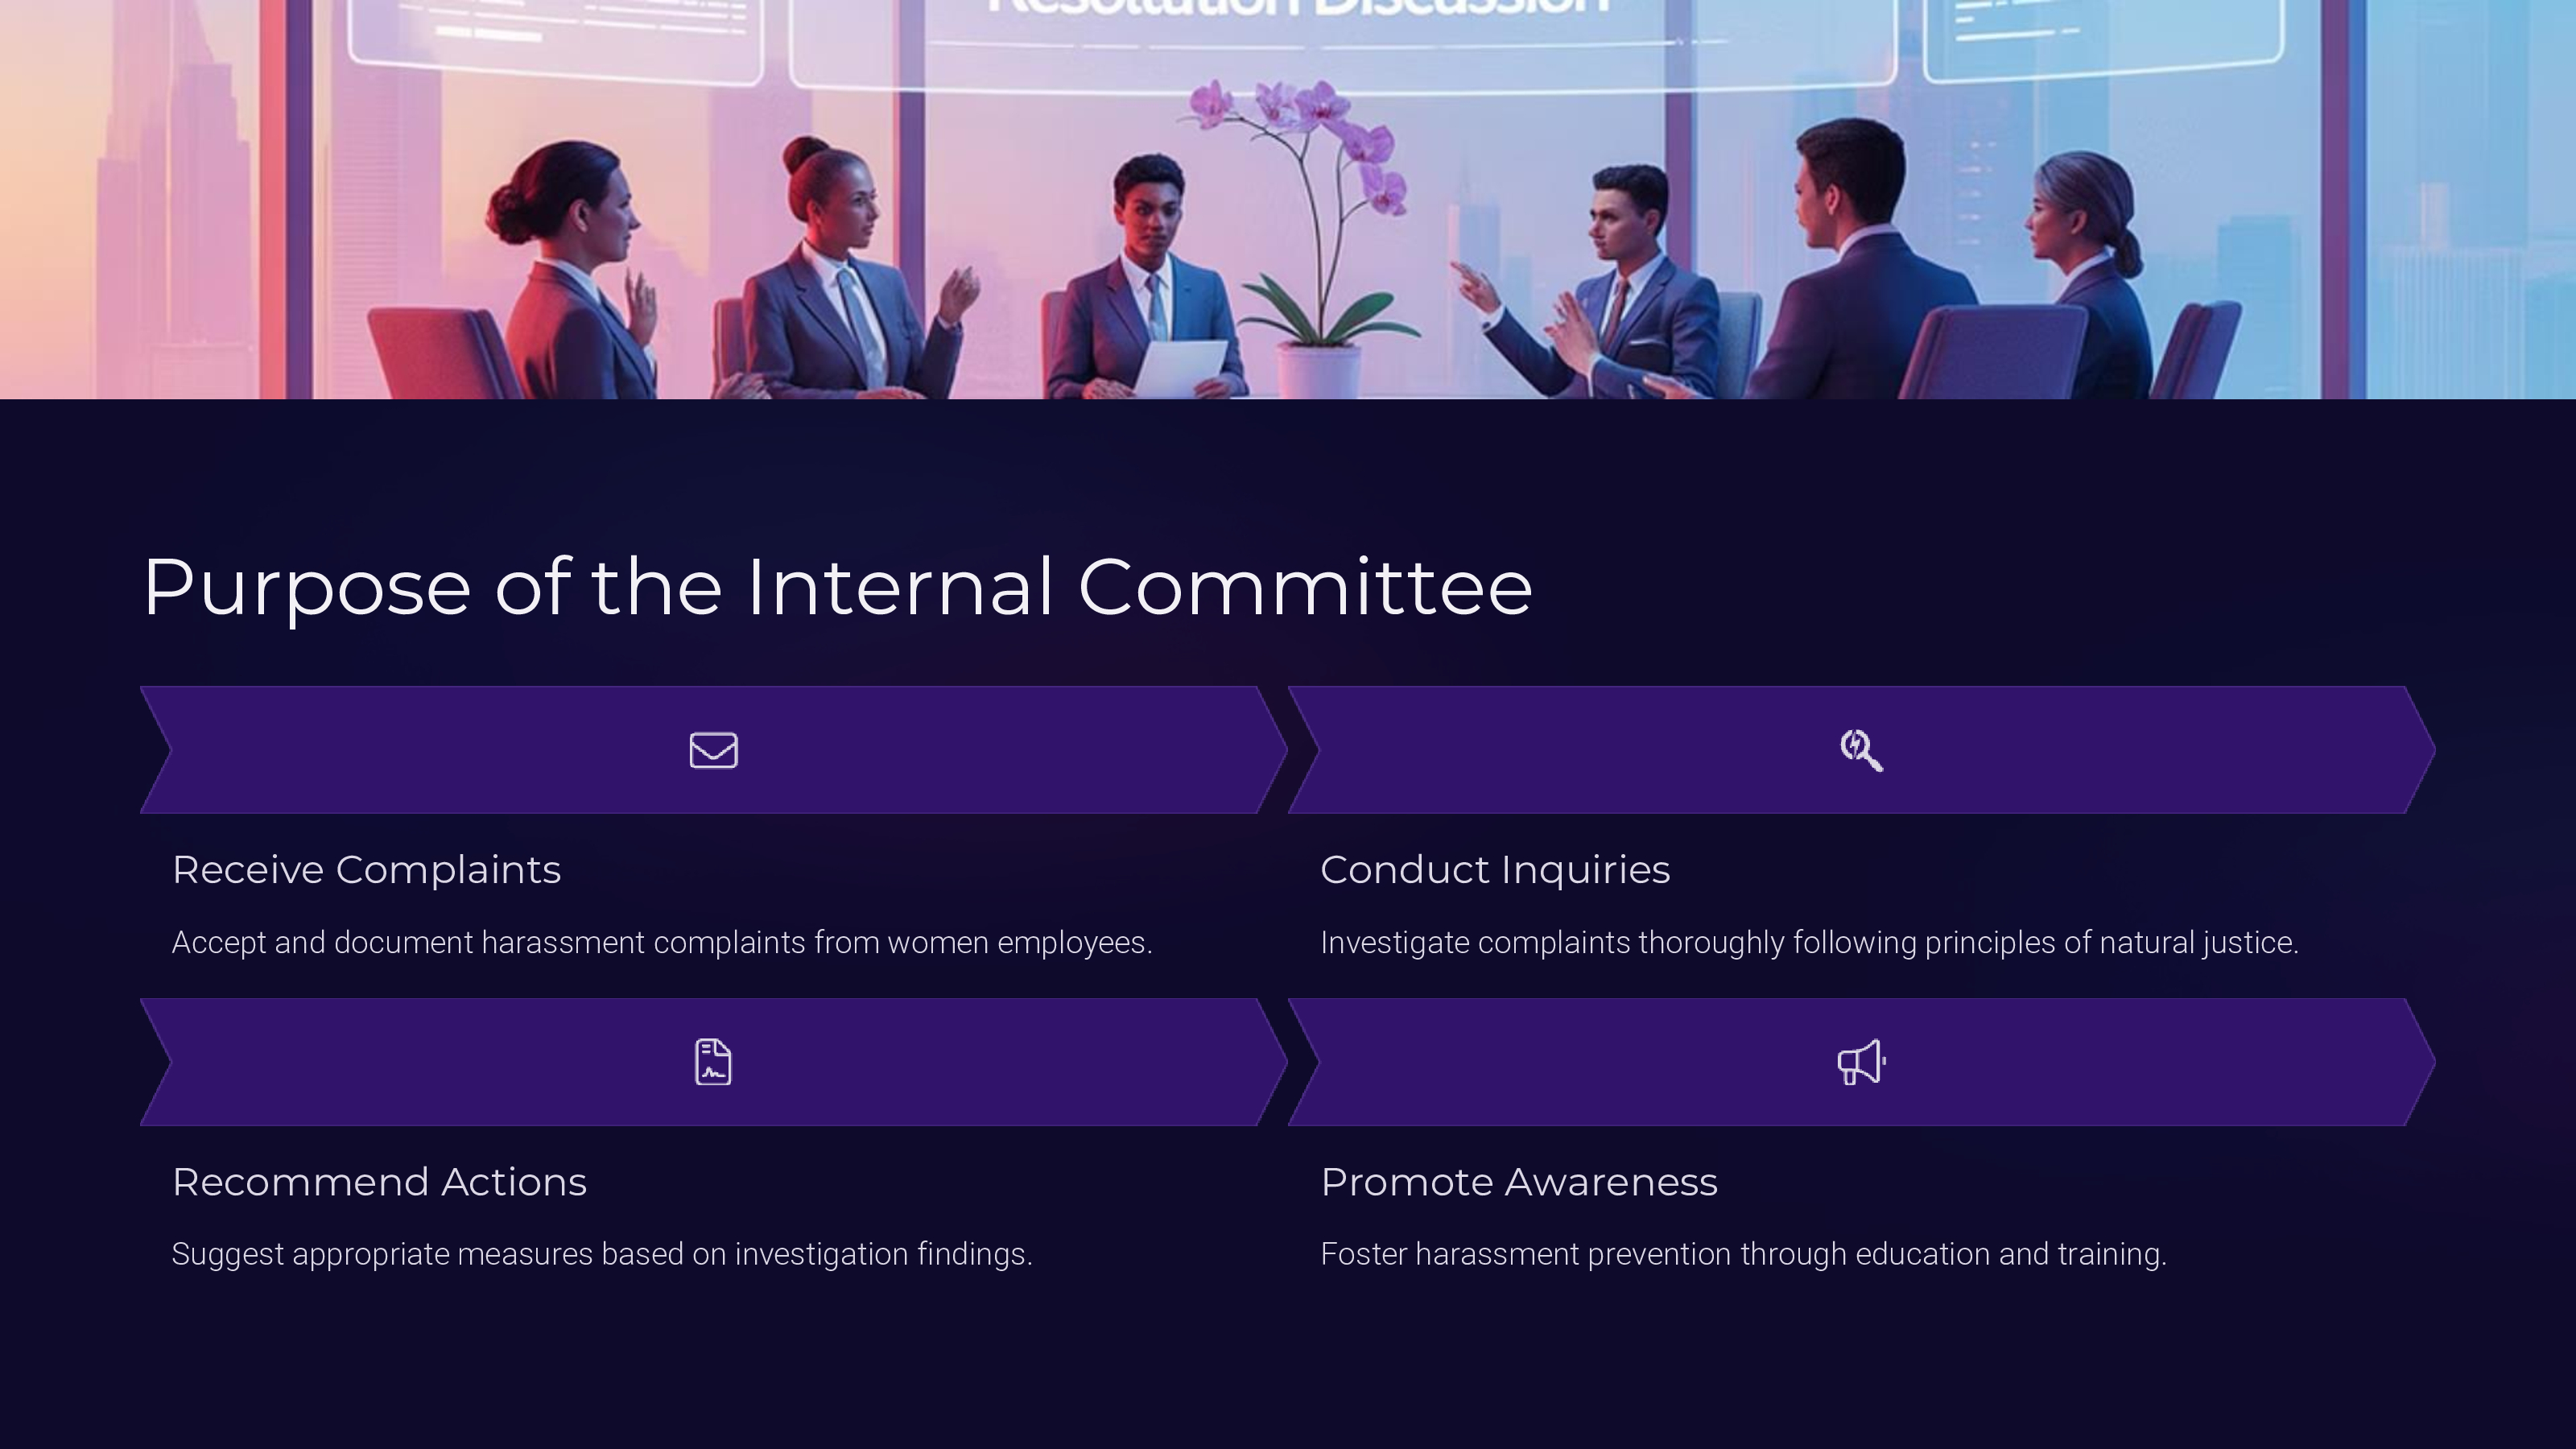 Resolution Discussion
Purpose of the Internal Committee
Receive Complaints
Conduct Inquiries
Accept and document harassment complaints from women employees.
Investigate complaints thoroughly following principles of natural justice.
Recommend Actions
Promote Awareness
Suggest appropriate measures based on investigation findings.
Foster harassment prevention through education and training.